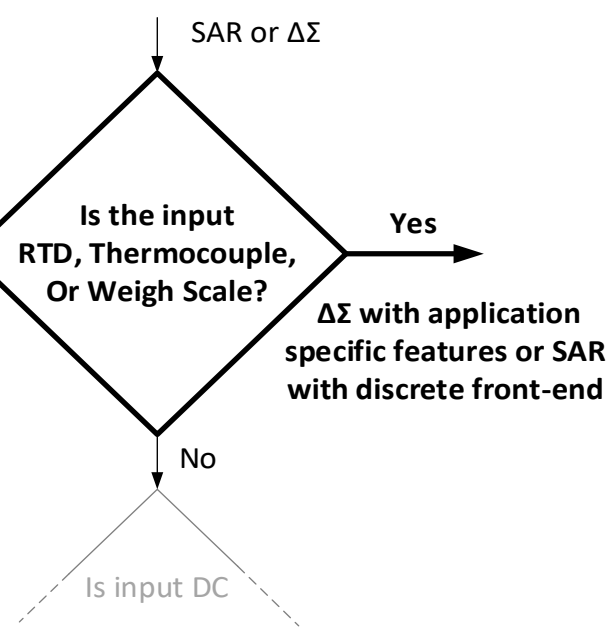 SAR or ΔΣ
Is the input
RTD, Thermocouple,
Or Weigh Scale?
Yes
ΔΣ with application
specific features or SAR
with discrete front-end
No
Is input DC